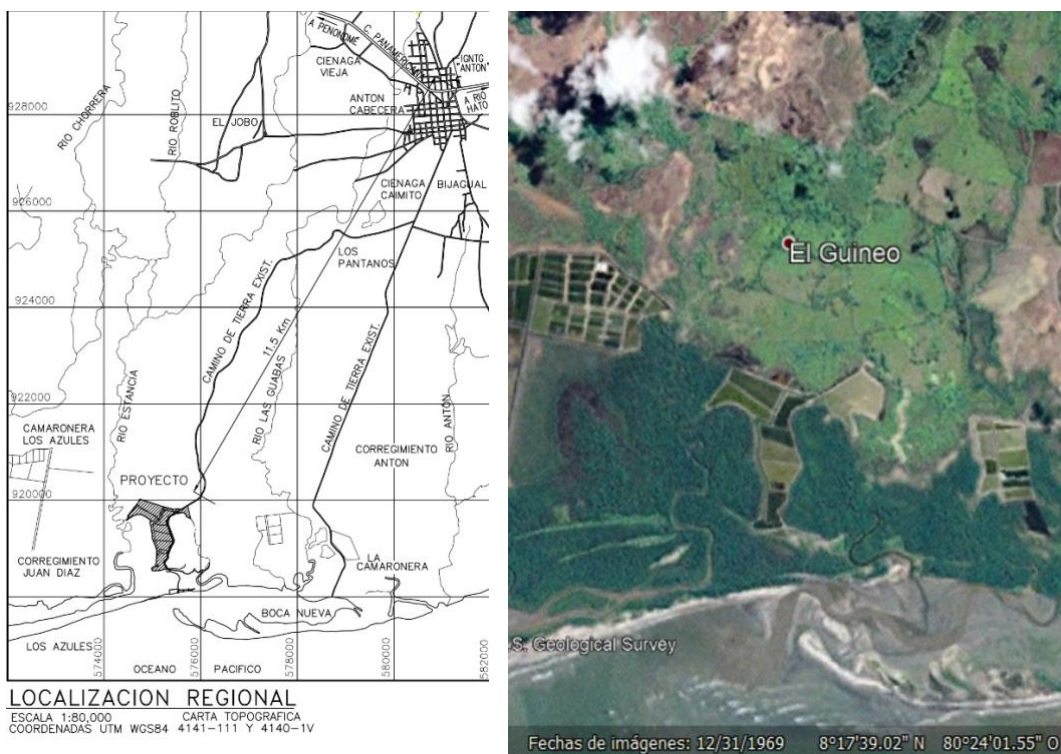 A PENONMÉ
C. PANAMERICANA
IGNTG
"ANTON"
CIENAGA
VIEJA
ANTON
CABECERA
A RIO
HATO
928000
EL JOBO
RIO CHORRERA
RIO ROBLITO
CIENAGA
CAIMITO
BIJAGUAL
926000
LOS
PANTANOS
924000
CAMINO DE TIERRA EXIST.
11.5 Km
RIO LAS GUABAS
CAMINO DE TIERRA EXIST.
922000
RIO ESTANCIA
RIO ANTÓN
CAMARONERA
LOS AZULES
CORREGIMIENTO
ANTON
PROYECTO
920000
CORREGIMIENTO
JUAN DIAZ
LA
CAMARONERA
BOCA NUEVA
LOS AZULES
574000
576000
578000
580000
582000
OCEANO PACIFICO
LOCALIZACION REGIONAL
ESCALA 1:80,000 CARTA TOPOGRAFICA
COORDENADAS UTM WGS84 4141-111 Y 4140-1V
El Guineo
S. Geological Survey
Fechas de imágenes: 12/31/1969 8°17'39.02" N 80°24'01.55" O